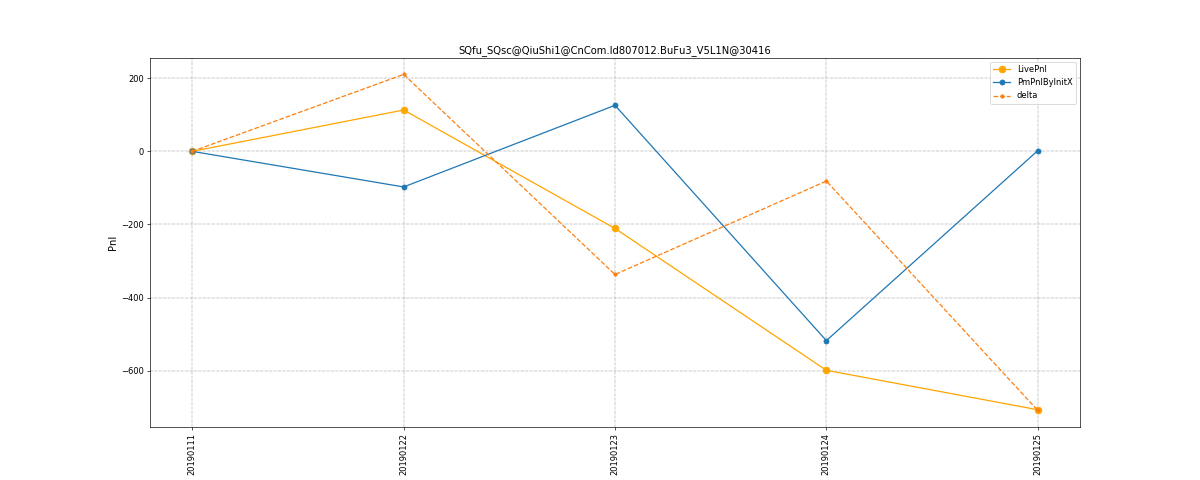 SQfu_SQsc@QiuShi1@CnCom.Id807012.BuFu3_V5L1N@30416
LivePnl
PmPnlByInitX
delta
200
0
−200
−400
−600
Pnl
20190111
20190122
20190123
20190124
20190125